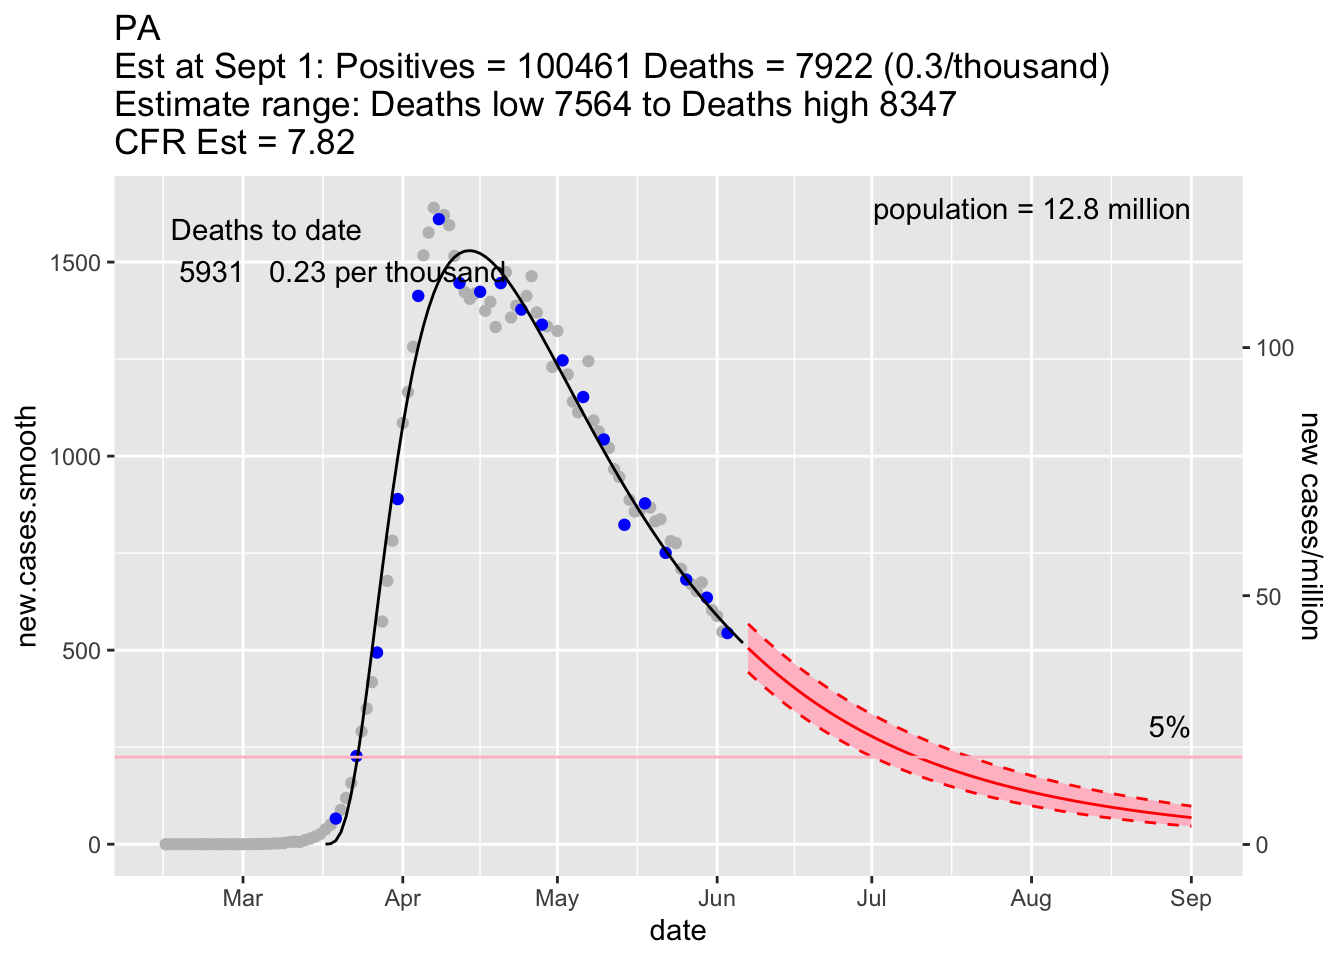 PA
Est at Sept 1: Positives = 100461 Deaths = 7922 (0.3/thousand)
Estimate range: Deaths low 7564 to Deaths high 8347
CFR Est = 7.82
population = 12.8 million
Deaths to date
5931 0.23 per thousand
5%
new.cases.smooth
1500
1000
500
0
new cases/million
100
50
0
Mar Apr May Jun Jul Aug Sep
date